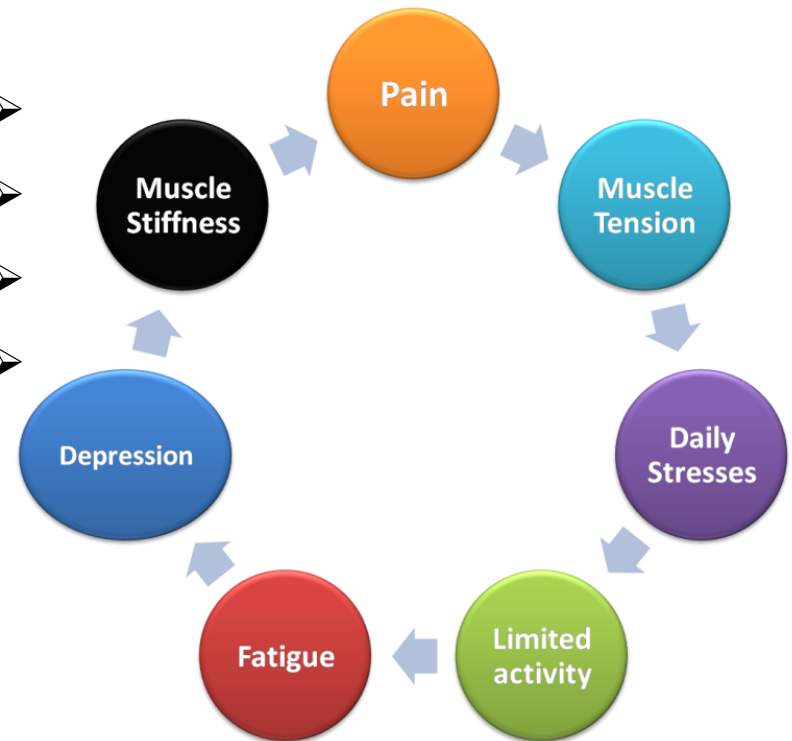 Pain
Muscle
Tension
Daily
Stresses
Limited
activity
Fatigue
Depression
Muscle
Stiffness